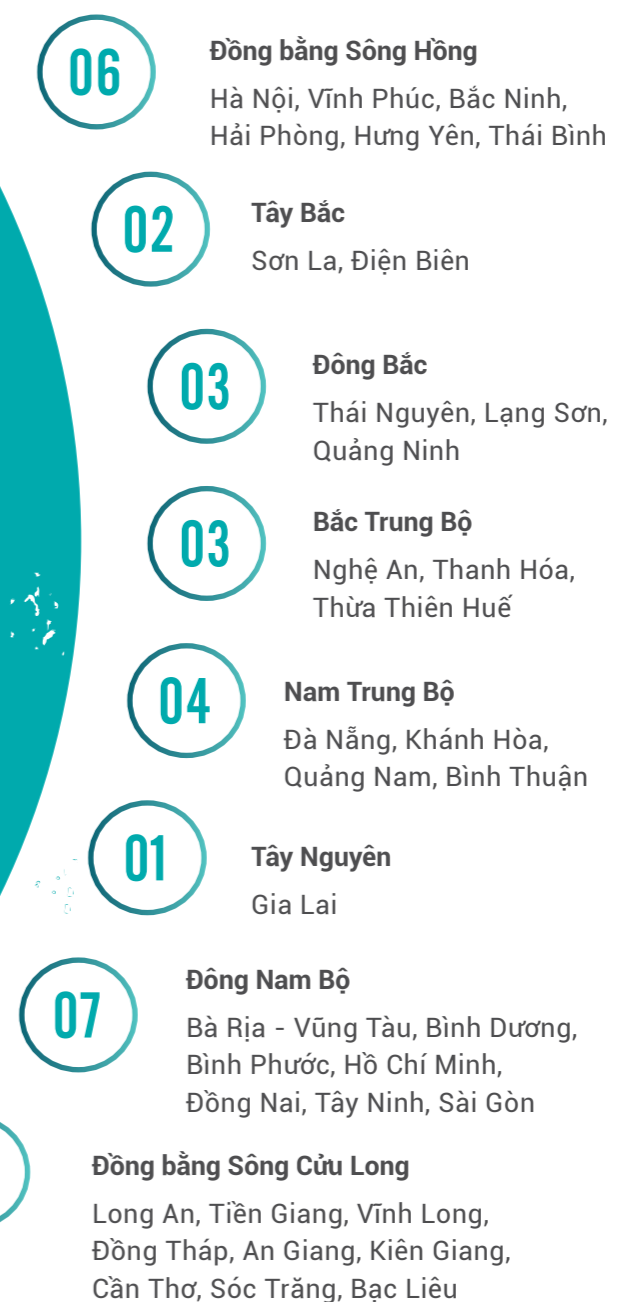 06
Đồng bằng Sông Hồng
Hà Nội, Vĩnh Phúc, Bắc Ninh,
Hải Phòng, Hưng Yên, Thái Bình
02
Tây Bắc
Sơn La, Điện Biên
03
Đông Bắc
Thái Nguyên, Lạng Sơn,
Quảng Ninh
03
Bắc Trung Bộ
Nghệ An, Thanh Hóa,
Thừa Thiên Huế
04
Nam Trung Bộ
Đà Nẵng, Khánh Hòa,
Quảng Nam, Bình Thuận
01
Tây Nguyên
Gia Lai
07
Đông Nam Bộ
Bà Rịa - Vũng Tàu, Bình Dương,
Bình Phước, Hồ Chí Minh,
Đồng Nai, Tây Ninh, Sài Gòn
Đồng bằng Sông Cửu Long
Long An, Tiền Giang, Vĩnh Long,
Đồng Tháp, An Giang, Kiên Giang,
Cần Thơ, Sóc Trăng, Bạc Liêu